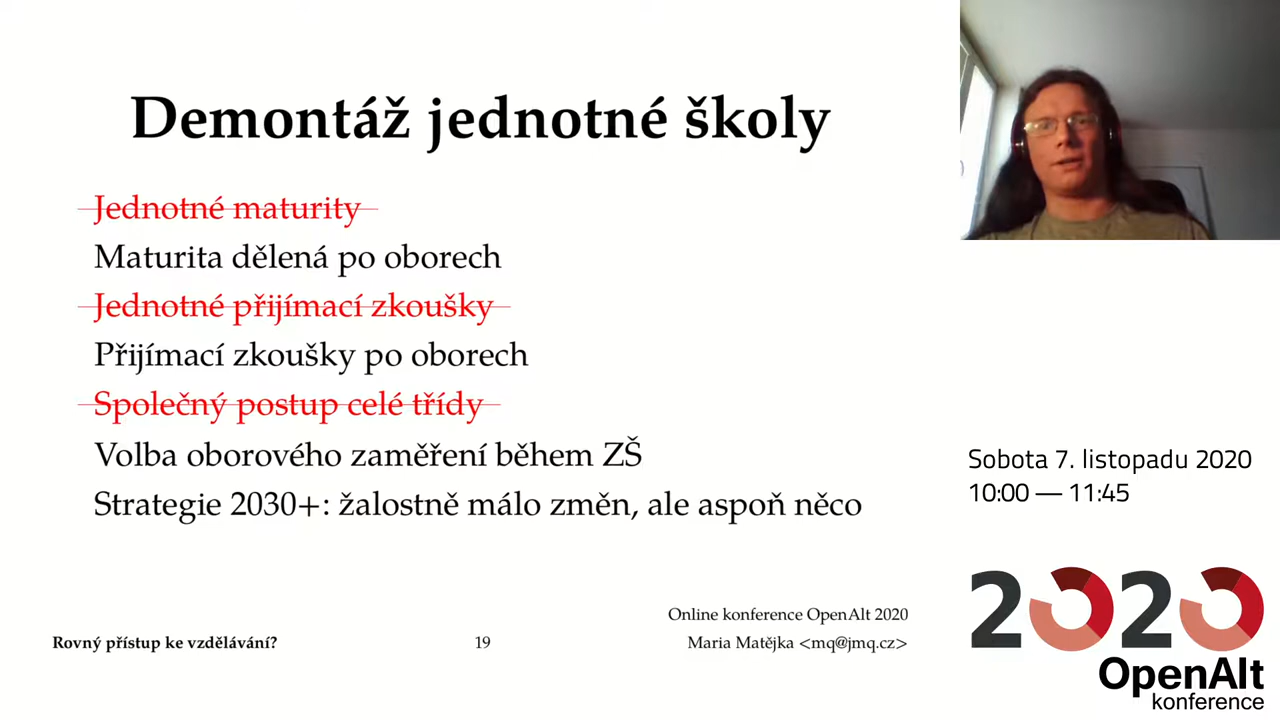 Demontáž jednotné školy
Jednotné maturity
Maturita dělená po oborech
Jednotné přijímací zkoušky
Přijímací zkoušky po oborech
Společný postup celé třídy
Volba oborového zaměření během ZŠ
Strategie 2030+: žalostně málo změn, ale aspoň něco
Online konference OpenAlt 2020
Rovný přístup ke vzdělávání?
19
Maria Matějka <mq@jmq.cz>
Sobota 7. listopadu 2020
10:00 — 11:45
2020
OpenAlt
konference